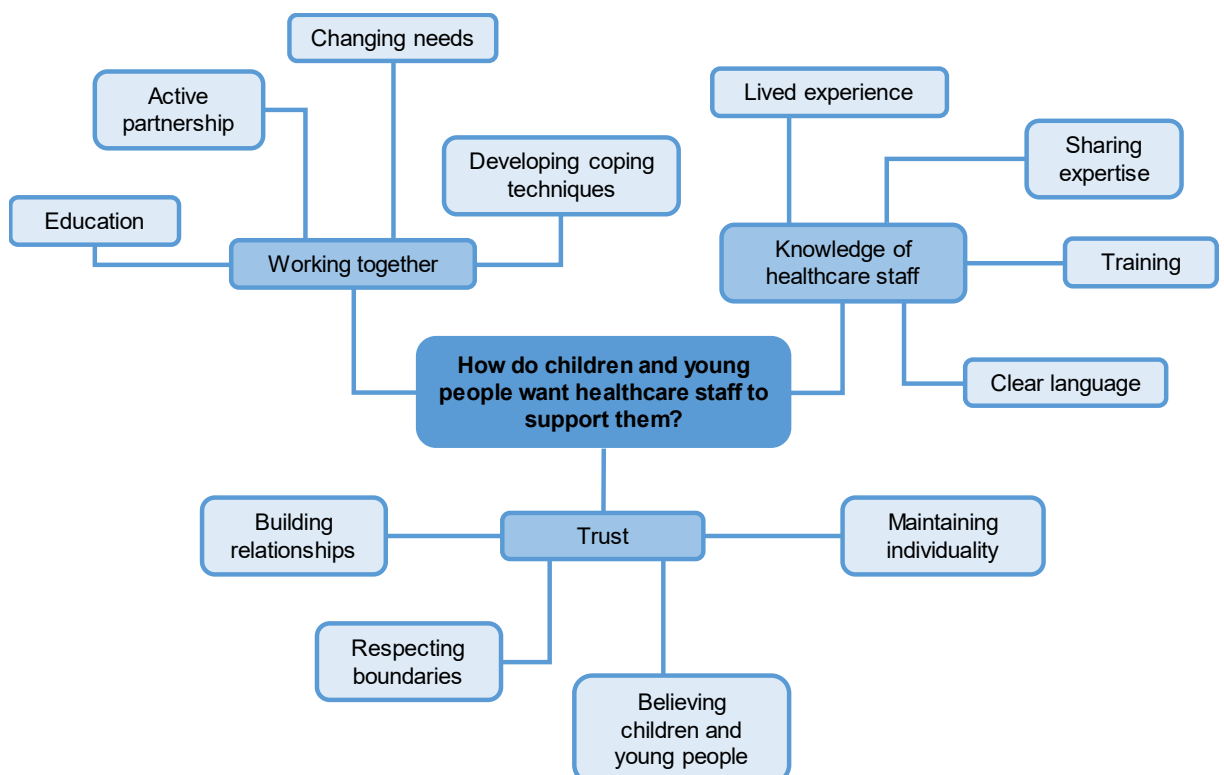 Changing needs
Active
partnership
Developing coping
techniques
Education
Working together
Lived experience
Sharing
expertise
Knowledge of
healthcare staff
Training
Clear language
How do children and young
people want healthcare staff to
support them?
Building
relationships
Trust
Maintaining
individuality
Respecting
boundaries
Believing
children and
young people